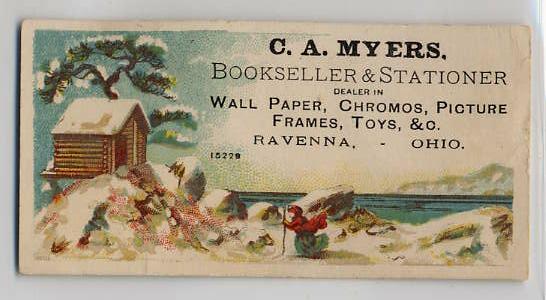 C. A. MYERS,
BOOKSELLER & STATIONER
DEALER IN
WALL PAPER, CHROMOS, PICTURE
FRAMES, TOYS, &C.
RAVENNA, - OHIO.
15229